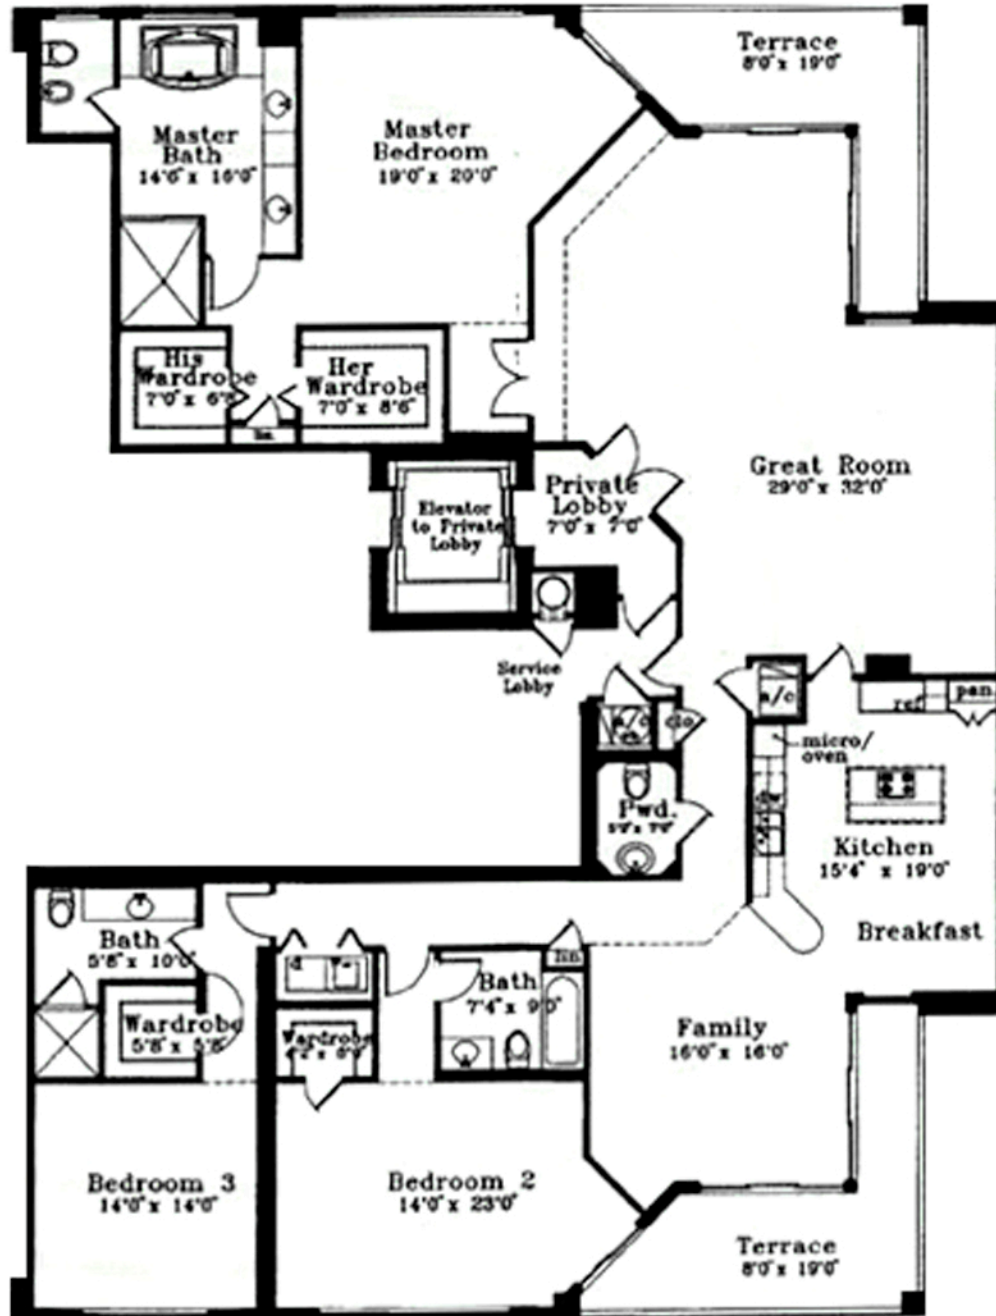 Terrace
8'0" x 19'0"
Master
Bath
14'6" x 16'0"
Master
Bedroom
19'0" x 20'0"
His
Wardrobe
7'0" x 6'8"
Her
Wardrobe
7'0" x 8'6"
lin.
Great Room
29'0" x 32'0"
Private
Lobby
7'0" x 7'0"
Elevator
to Private
Lobby
Service
Lobby
a/c
ref
pan.
a/c
clo
micro/
oven
Pwd.
5'0" x 7'0"
dw
Kitchen
15'4" x 19'0"
Breakfast
Bath
5'8" x 10'0"
d
lin
Bath
7'4" x 9'0"
Wardrobe
5'8" x 5'8"
Wardrobe
Family
16'0" x 16'0"
Bedroom 3
14'0" x 14'0"
Bedroom 2
14'0" x 23'0"
Terrace
8'0" x 19'0"